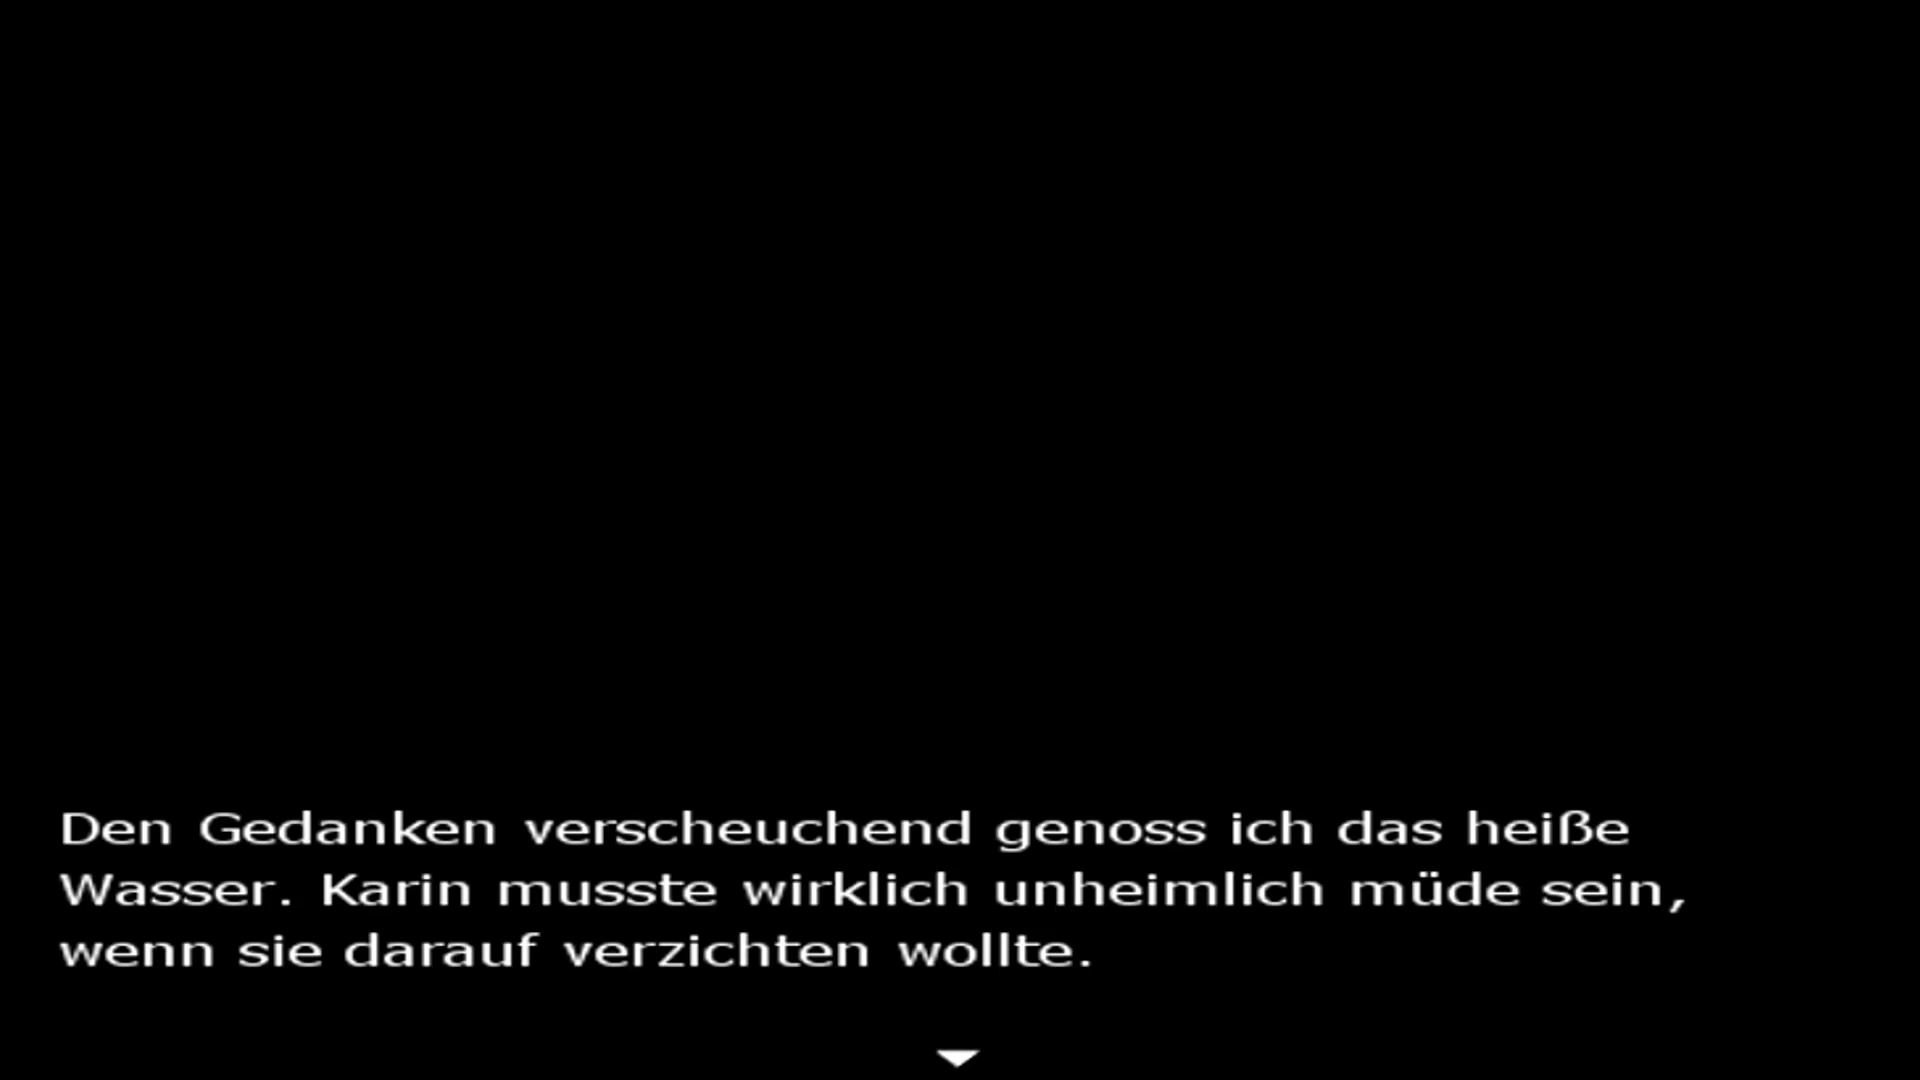 Den Gedanken verscheuchend genoss ich das heiße
Wasser. Karin musste wirklich unheimlich müde sein,
wenn sie darauf verzichten wollte.